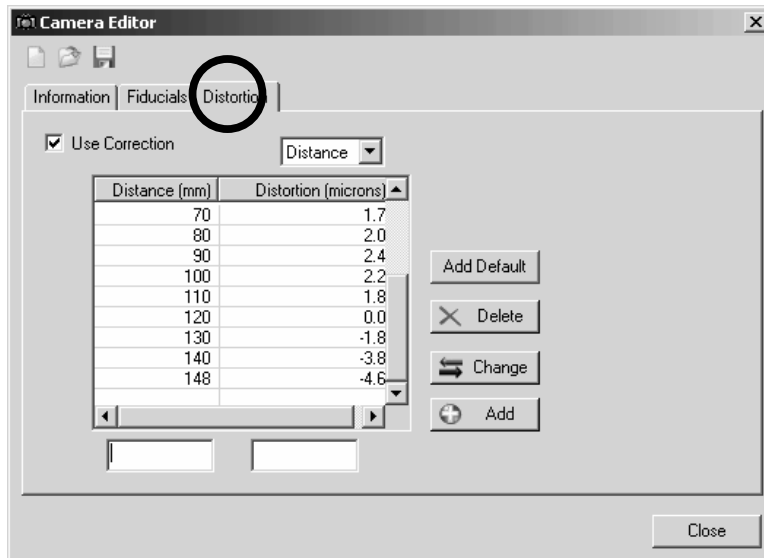 Camera Editor
Information Fiducials Distortion
Use Correction Distance
Distance (mm) Distortion (microns)
70 1.7
80 2.0
90 2.4
100 2.2
110 1.8
120 0.0
130 -1.8
140 -3.8
148 -4.6
Add Default
Delete
Change
Add
Close